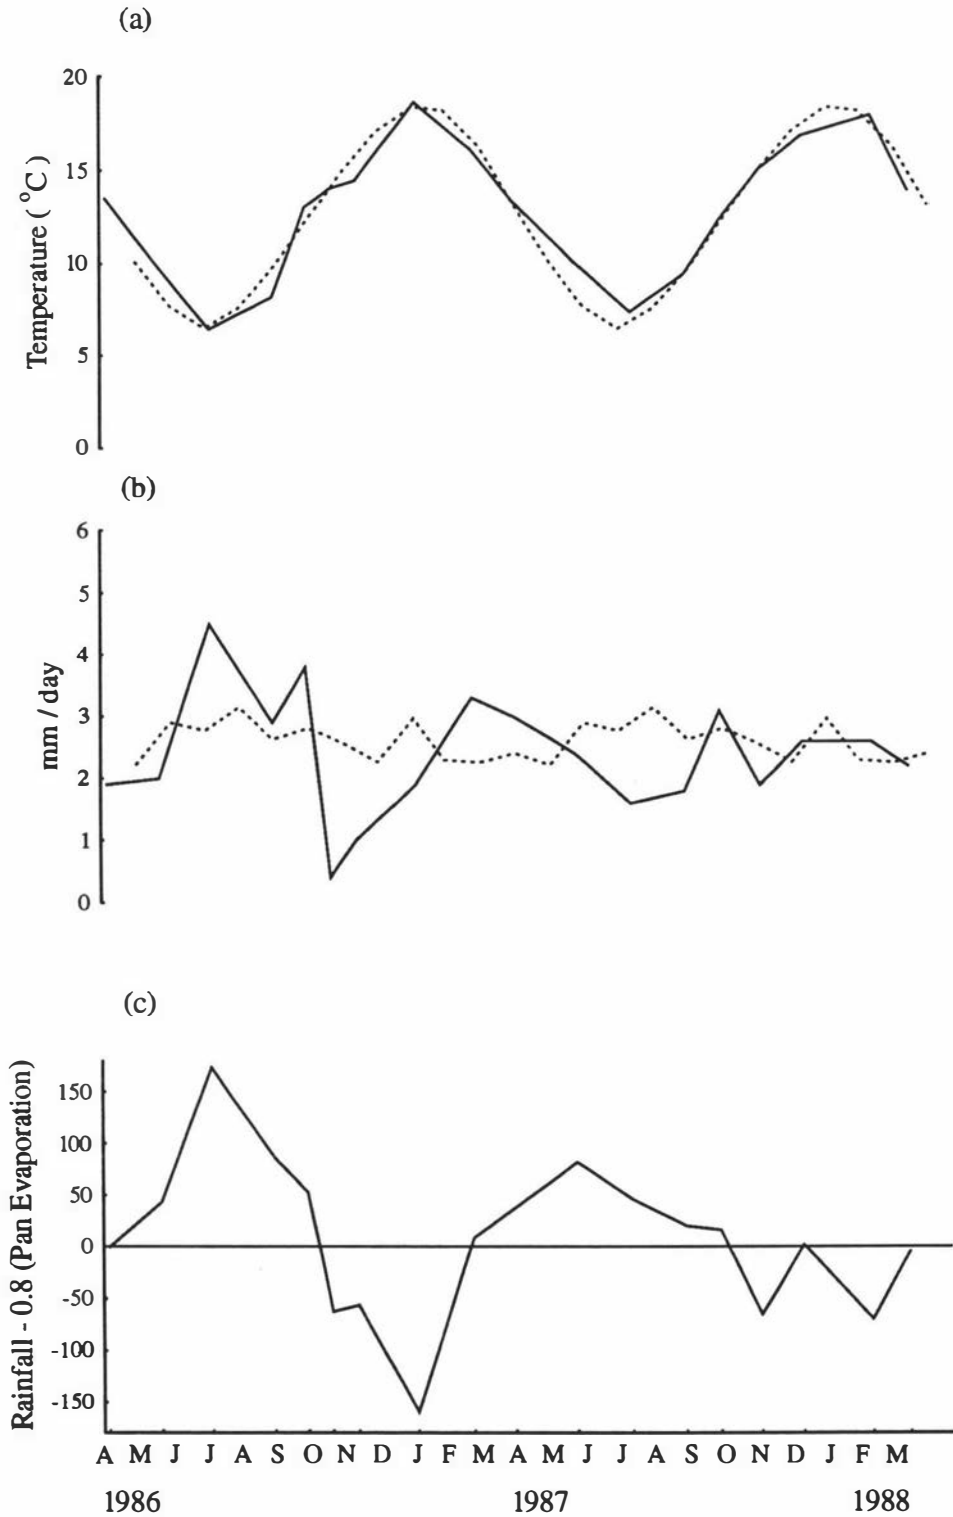 (a)
20
15
10
5
0
Temperature ( °C )
(b)
6
5
4
3
2
1
0
mm / day
(c)
150
100
50
0
-50
-100
-150
Rainfall - 0.8 (Pan Evaporation)
A M J J A S O N D J F M A M J J A S O N D J F M
1986 1987 1988